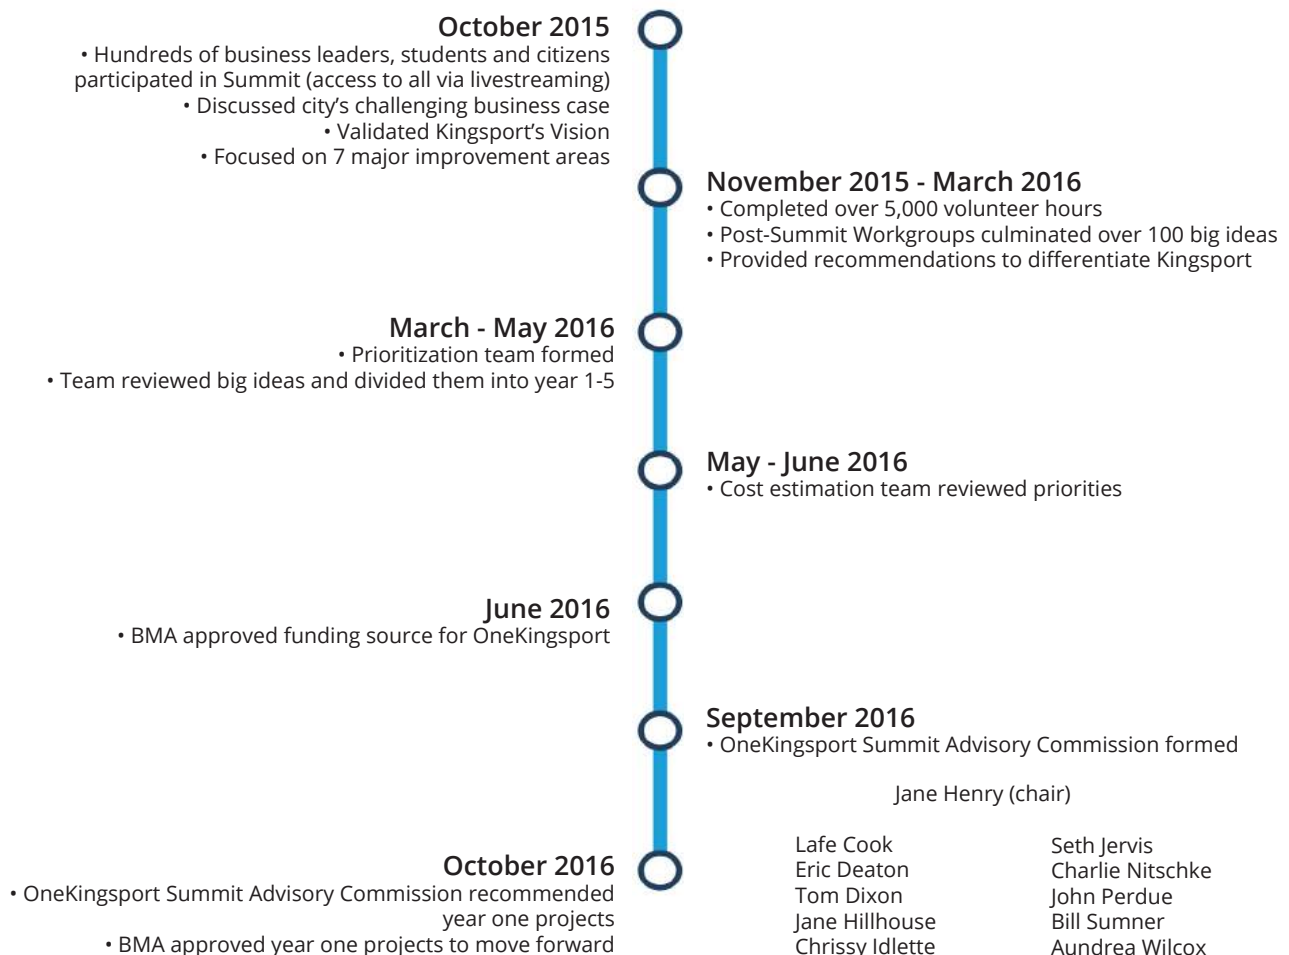 October 2015
• Hundreds of business leaders, students and citizens
participated in Summit (access to all via livestreaming)
• Discussed city’s challenging business case
• Validated Kingsport’s Vision
• Focused on 7 major improvement areas
November 2015 - March 2016
• Completed over 5,000 volunteer hours
• Post-Summit Workgroups culminated over 100 big ideas
• Provided recommendations to differentiate Kingsport
March - May 2016
• Prioritization team formed
• Team reviewed big ideas and divided them into year 1-5
May - June 2016
• Cost estimation team reviewed priorities
June 2016
• BMA approved funding source for OneKingsport
September 2016
• OneKingsport Summit Advisory Commission formed
Jane Henry (chair)
Lafe Cook
Eric Deaton
Tom Dixon
Jane Hillhouse
Chrissy Idlette
Seth Jervis
Charlie Nitschke
John Perdue
Bill Sumner
Aundrea Wilcox
October 2016
• OneKingsport Summit Advisory Commission recommended
year one projects
• BMA approved year one projects to move forward